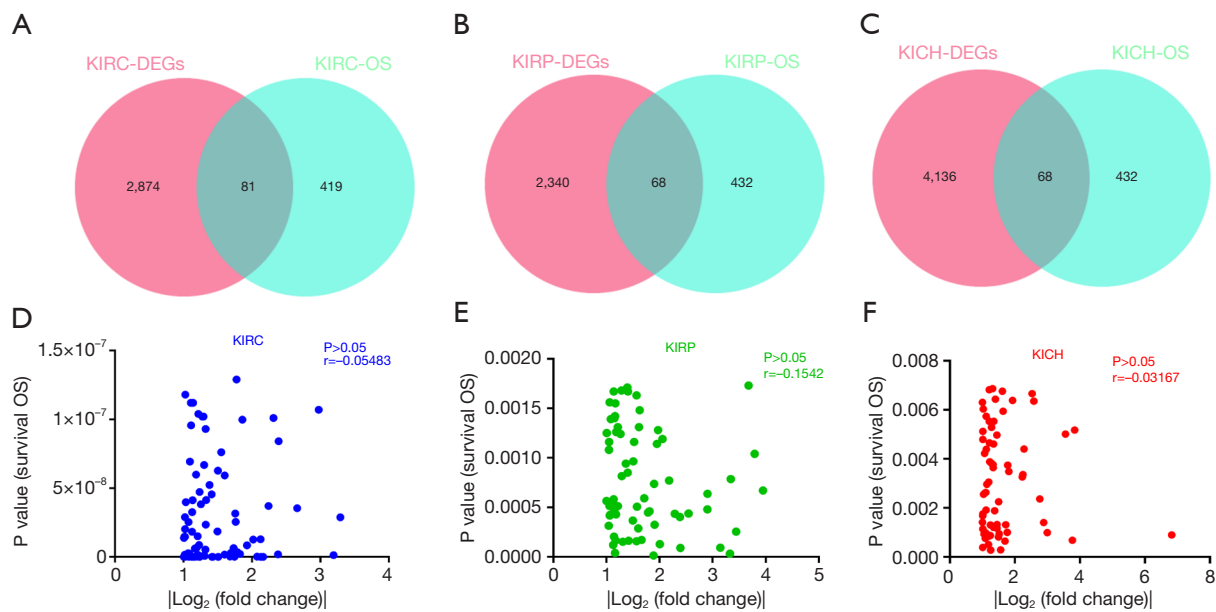 A
KIRC-DEGs
KIRC-OS
2,874
81
419
B
KIRP-DEGs
KIRP-OS
2,340
68
432
C
KICH-DEGs
KICH-OS
4,136
68
432
D
KIRC
P>0.05
r=−0.05483
P value (survival OS)
1.5×10⁻⁷
1×10⁻⁷
5×10⁻⁸
0
0 1 2 3 4
|Log₂ (fold change)|
E
KIRP
P>0.05
r=−0.1542
P value (survival OS)
0.0020
0.0015
0.0010
0.0005
0.0000
0 1 2 3 4 5
|Log₂ (fold change)|
F
KICH
P>0.05
r=−0.03167
P value (survival OS)
0.008
0.006
0.004
0.002
0.000
0 2 4 6 8
|Log₂ (fold change)|